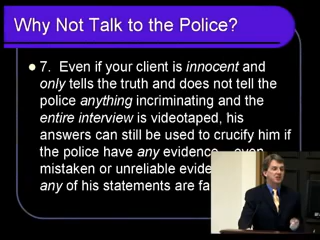 Why Not Talk to the Police?
7. Even if your client is innocent and
only tells the truth and does not tell the
police anything incriminating and the
entire interview is videotaped, his
answers can still be used to crucify him if
the police have any evidence
mistaken or unreliable
any of his statements are